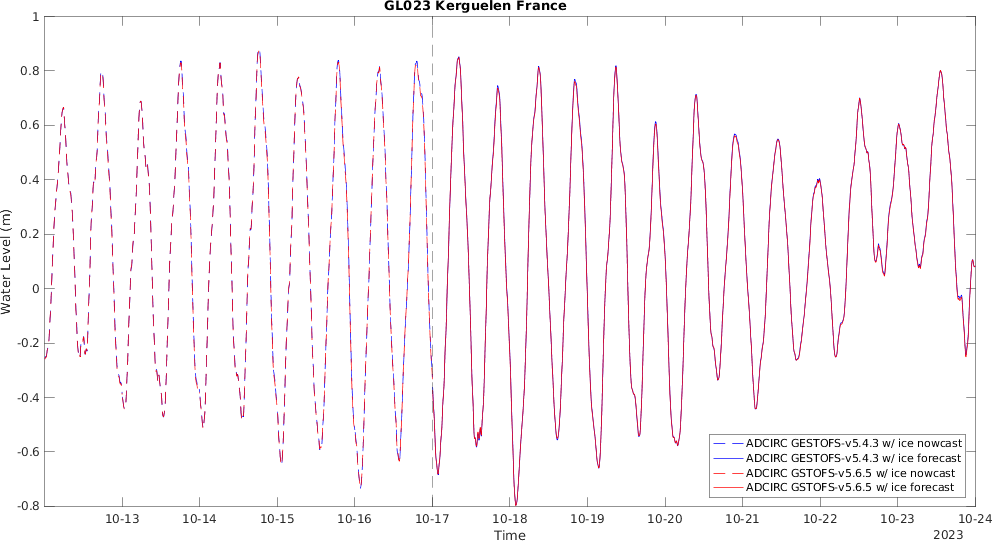 GL023 Kerguelen France
1
0.8
0.6
0.4
0.2
0
-0.2
-0.4
-0.6
-0.8
Water Level (m)
ADCIRC GESTOFS-v5.4.3 w/ ice nowcast
ADCIRC GESTOFS-v5.4.3 w/ ice forecast
ADCIRC GSTOFS-v5.6.5 w/ ice nowcast
ADCIRC GSTOFS-v5.6.5 w/ ice forecast
10-13 10-14 10-15 10-16 10-17 10-18 10-19 10-20 10-21 10-22 10-23 10-24
Time
2023